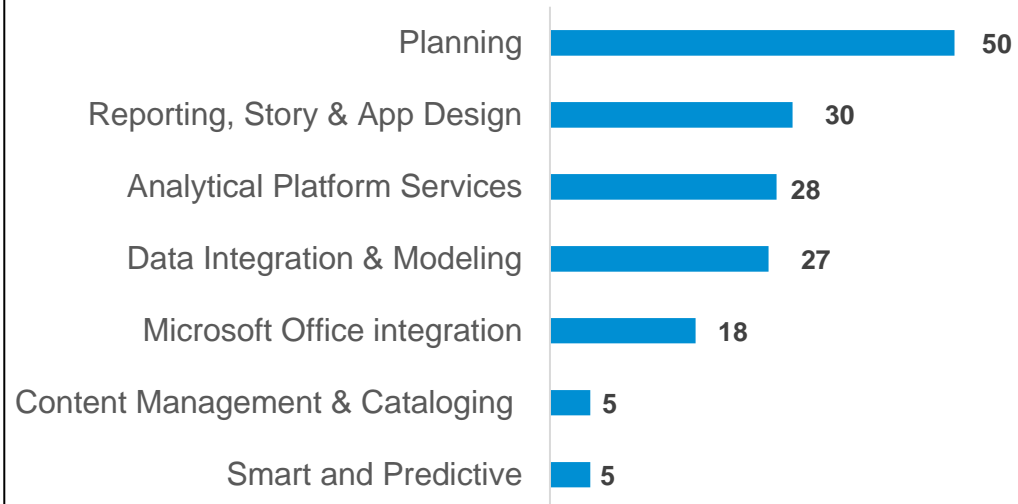 Planning 50
Reporting, Story & App Design 30
Analytical Platform Services 28
Data Integration & Modeling 27
Microsoft Office integration 18
Content Management & Cataloging 5
Smart and Predictive 5